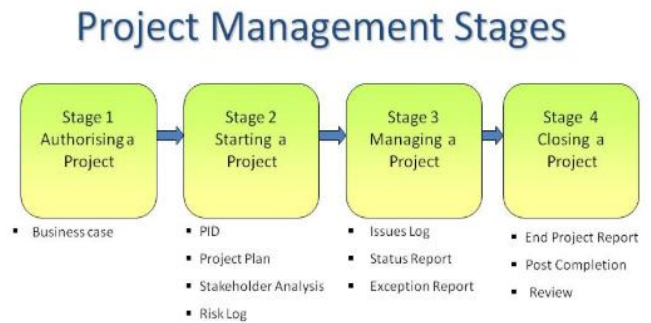 Project Management Stages
Stage 1
Authorising a
Project
Stage 2
Starting a
Project
Stage 3
Managing a
Project
Stage 4
Closing a
Project
▪ Business case
▪ PID
▪ Project Plan
▪ Stakeholder Analysis
▪ Risk Log
▪ Issues Log
▪ Status Report
▪ Exception Report
▪ End Project Report
▪ Post Completion
▪ Review